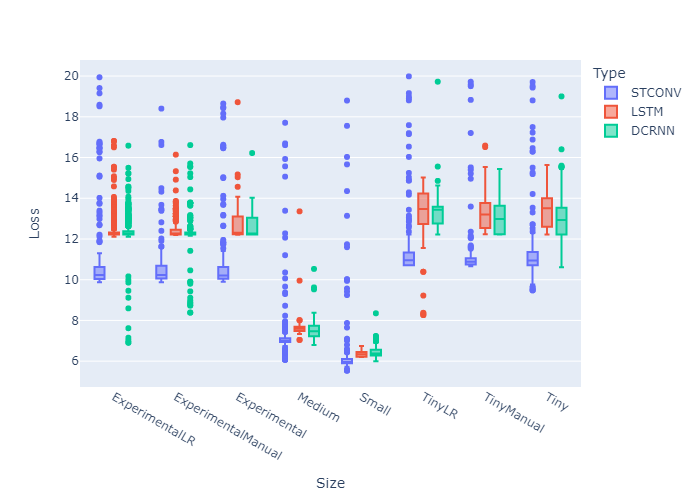 20
18
16
14
12
10
8
6
Loss
ExperimentalLR
ExperimentalManual
Experimental
Medium
Small
TinyLR
TinyManual
Tiny
Size
Type
STCONV
LSTM
DCRNN